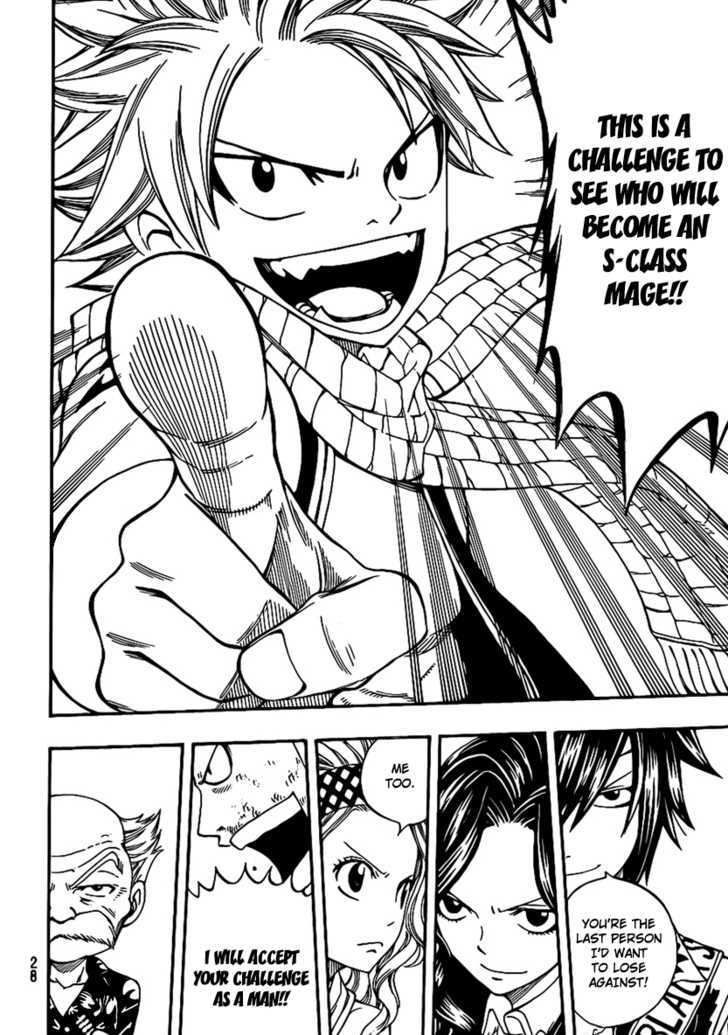 THIS IS A
CHALLENGE TO
SEE WHO WILL
BECOME AN
S-CLASS
MAGE!!
YOU'RE THE
LAST PERSON
I'D WANT
TO LOSE
AGAINST!
ME
TOO.
I WILL ACCEPT
YOUR CHALLENGE
AS A MAN!!
28